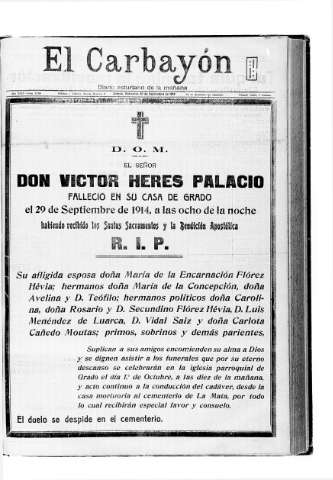 El Carbayón
Diario asturiano de la mañana
D. O. M.
EL SEÑOR
DON VICTOR HERES PALACIO
FALLECIÓ EN SU CASA DE GRADO
el 29 de Septiembre de 1914, a las ocho de la noche
habiendo recibido los Santos Sacramentos y la Bendición Apostólica
R. I. P.
Su afligida esposa doña María de la Encarnación Flórez
Hévia; hermanos doña María de la Concepción, doña
Avelina y D. Teófilo; hermanos políticos doña Caroli-
na, doña Rosario y D. Secundino Flórez Hévia, D. Luis
Menéndez de Luarca, D. Vidal Saiz y doña Carlota
Cañedo Moutas; primos, sobrinos y demás parientes,
Suplican a sus amigos encomienden su alma a Dios
y se dignen asistir a los funerales que por su eterno
descanso se celebrarán en la iglesia parroquial de
Grado el día 1.º de Octubre, a las diez de la mañana,
y acto continuo a la conducción del cadáver, desde la
casa mortuoria al cementerio de La Mata, por todo
lo cual recibirán especial favor y consuelo.
El duelo se despide en el cementerio.